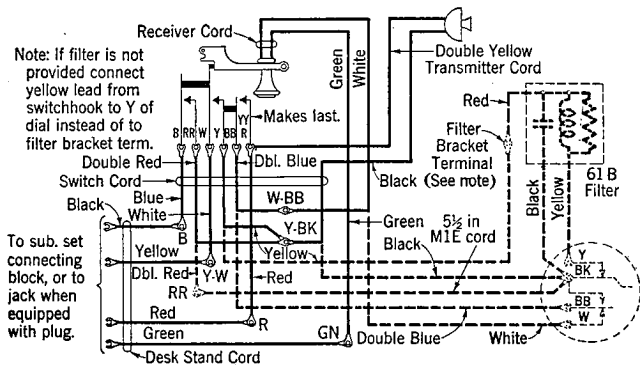 Receiver Cord
Note: If filter is not
provided connect
yellow lead from
switchhook to Y of
dial instead of to
filter bracket term.
Green
White
Double Yellow
Transmitter Cord
Red
YY
Makes last.
B RR W Y BB R
Filter
Bracket
Terminal
(See note)
61 B
Filter
Double Red
Dbl. Blue
Switch Cord
Blue
W-BB
Black
Black
White
Black
Yellow
B
Y-BK
Green
Black
5½ in
M1E cord
To sub. set
connecting
block, or to
jack when
equipped
with plug.
Yellow
Yellow
Dbl. Red
Y-W
Red
RR
Y
BK
BB
Y
W
Red
R
GN
Green
Double Blue
White
Desk Stand Cord